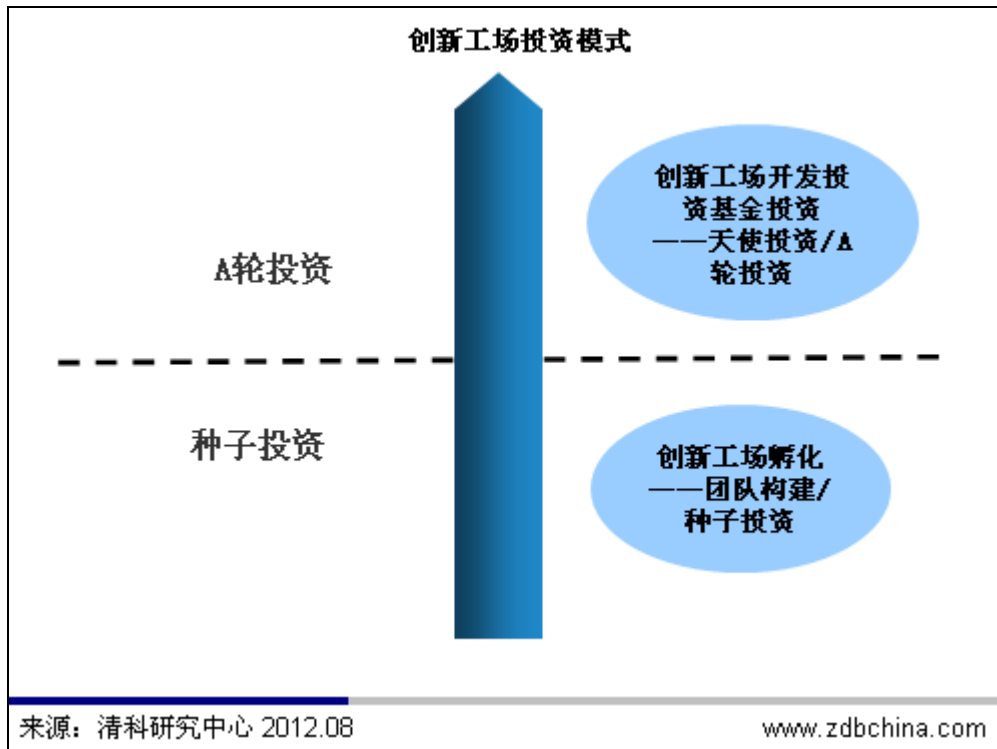 创新工场投资模式
创新工场开发投
资基金投资
——天使投资/A
轮投资
A轮投资
种子投资
创新工场孵化
——团队构建/
种子投资
来源：清科研究中心 2012.08
www.zdbchina.com